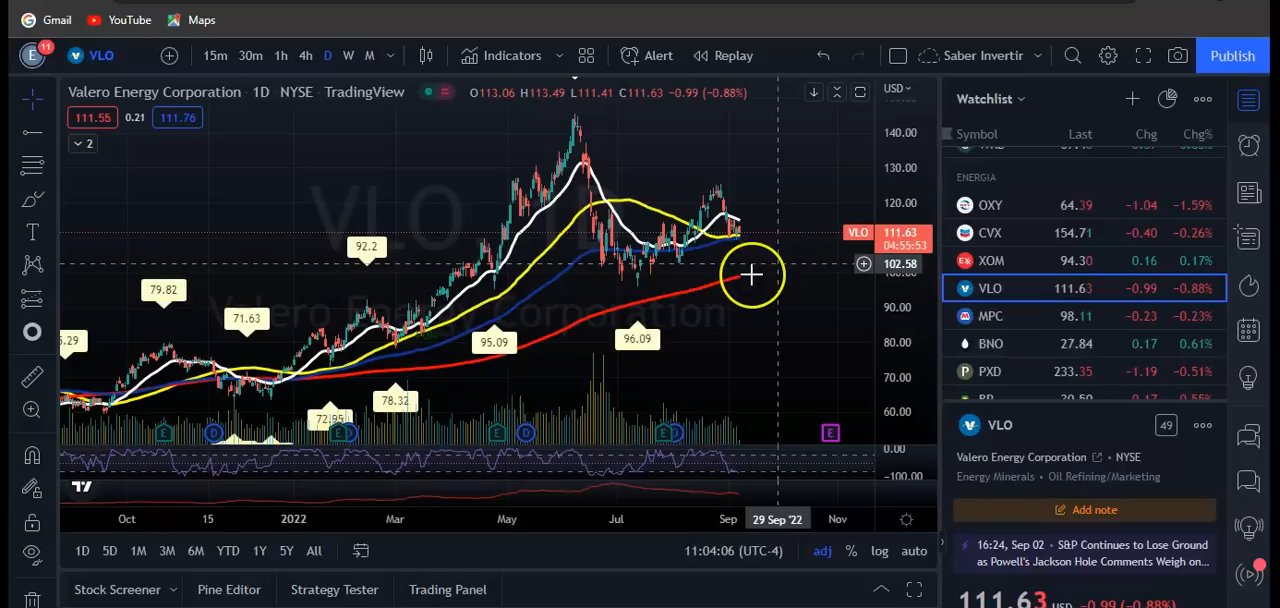 Gmail YouTube Maps
E 11 VLO 15m 30m 1h 4h D W M Indicators Alert Replay Saber Invertir Publish
Valero Energy Corporation · 1D · NYSE · TradingView O113.06 H113.49 L111.41 C111.63 −0.99 (−0.88%) USD
111.55 0.21 111.76
2
VLO 1D
Valero Energy Corporation
140.00
130.00
120.00
VLO 111.63
04:55:53
102.58
90.00
80.00
70.00
60.00
0.00
−100.00
92.2
79.82
71.63
95.09
96.09
78.32
72.95
E D E D E D E D E
Oct 15 2022 Mar May Jul Sep 29 Sep '22 Nov
1D 5D 1M 3M 6M YTD 1Y 5Y All 11:04:06 (UTC-4) adj % log auto
Stock Screener Pine Editor Strategy Tester Trading Panel
Watchlist
Symbol Last Chg Chg%
ENERGIA
OXY 64.39 −1.04 −1.59%
CVX 154.71 −0.40 −0.26%
XOM 94.30 0.16 0.17%
VLO 111.63 −0.99 −0.88%
MPC 98.11 −0.23 −0.23%
BNO 27.84 0.17 0.61%
PXD 233.35 −1.19 −0.51%
VLO 49
Valero Energy Corporation · NYSE
Energy Minerals · Oil Refining/Marketing
Add note
16:24, Sep 02 · S&P Continues to Lose Ground
as Powell's Jackson Hole Comments Weigh on...
111.63 USD −0.99 (−0.88%)